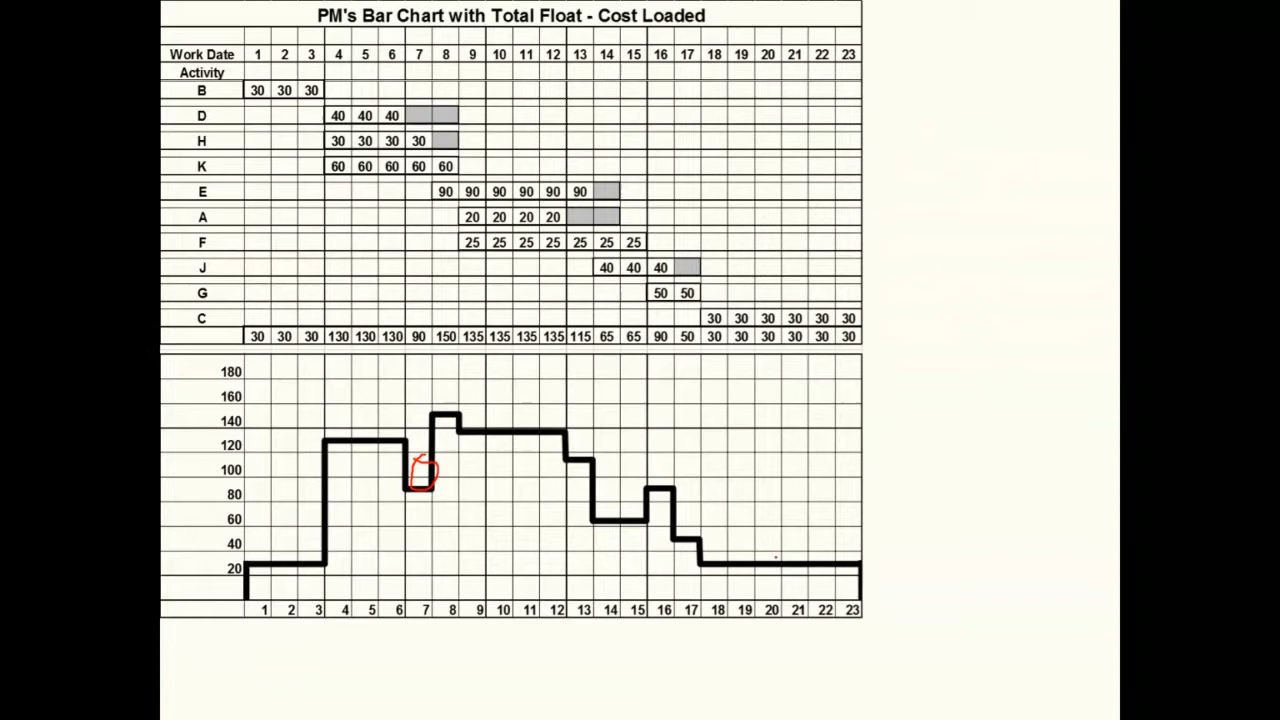 PM's Bar Chart with Total Float - Cost Loaded
Work Date 1 2 3 4 5 6 7 8 9 10 11 12 13 14 15 16 17 18 19 20 21 22 23
Activity
B 30 30 30
D 40 40 40
H 30 30 30 30
K 60 60 60 60 60
E 90 90 90 90 90 90
A 20 20 20 20
F 25 25 25 25 25 25 25
J 40 40 40
G 50 50
C 30 30 30 30 30 30
30 30 30 130 130 130 90 150 135 135 135 135 115 65 65 90 50 30 30 30 30 30 30
180
160
140
120
100
80
60
40
20
1 2 3 4 5 6 7 8 9 10 11 12 13 14 15 16 17 18 19 20 21 22 23